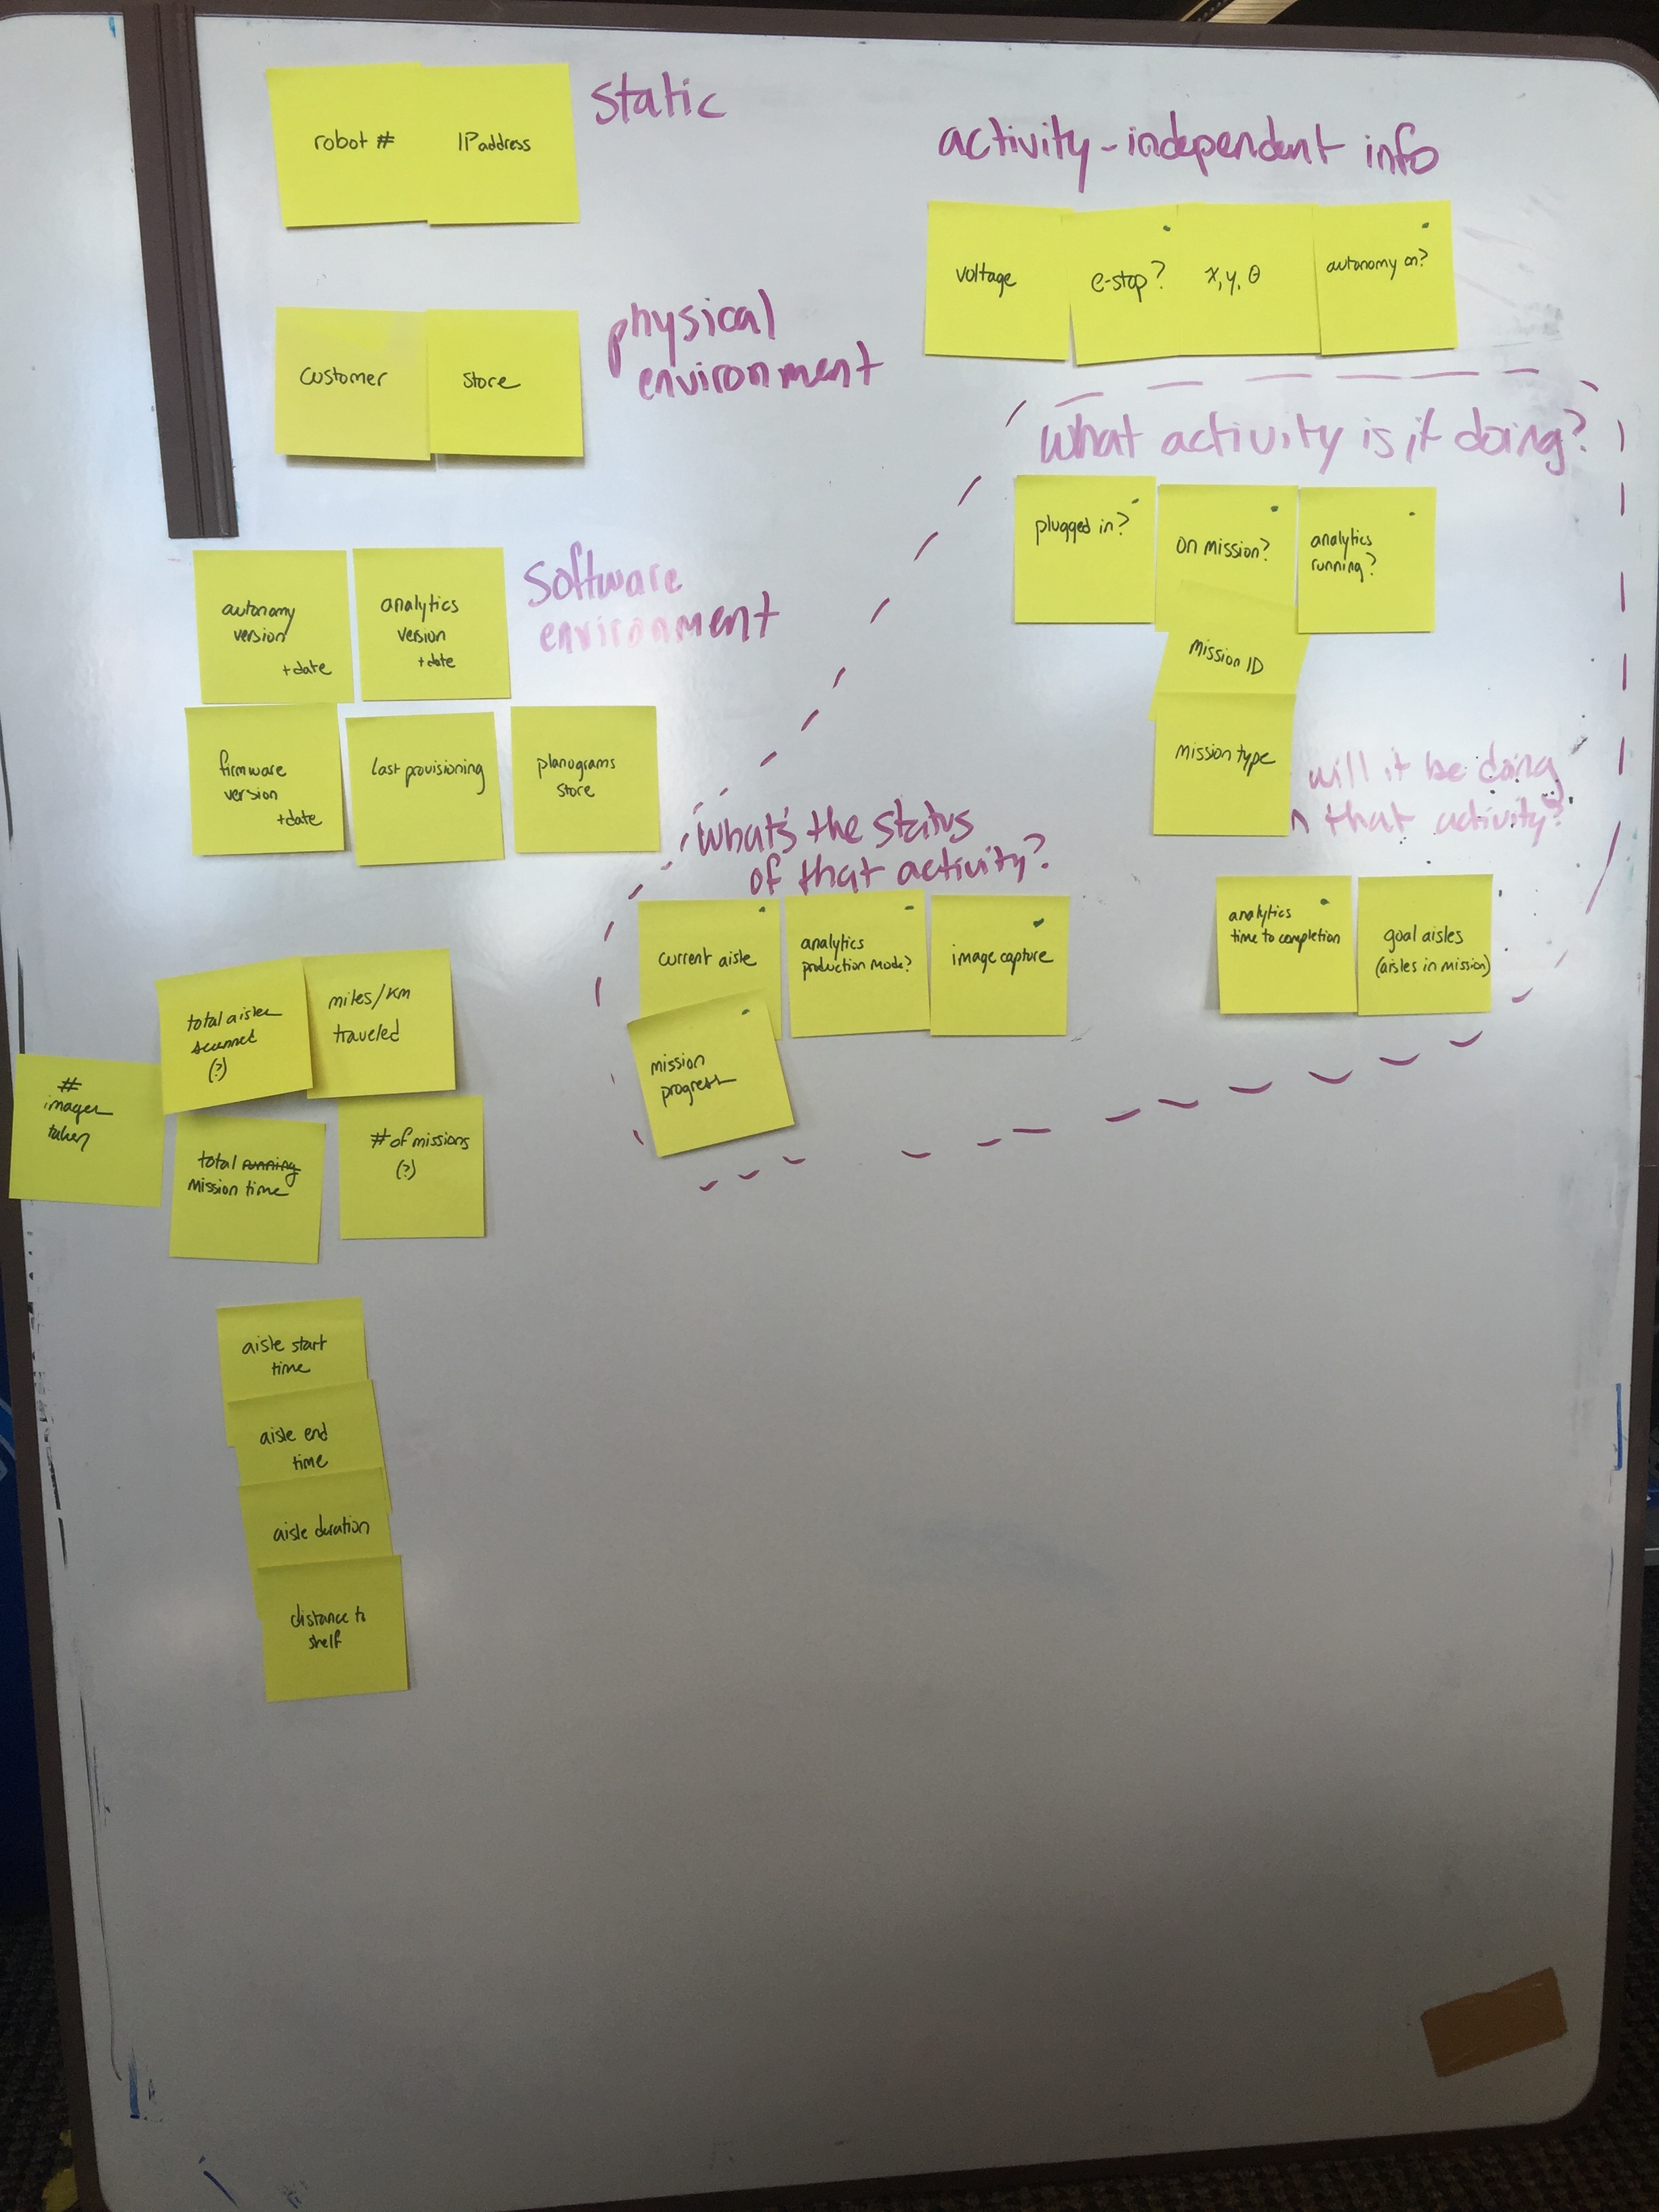 static
robot #
IP address
activity-independent info
voltage
e-stop?
x, y, θ
autonomy on?
physical
environment
customer
store
what activity is it doing?
plugged in?
on mission?
analytics
running?
mission ID
mission type
software
environment
autonomy
version
+date
analytics
version
+date
firmware
version
+date
last provisioning
planograms
store
will it be doing
that activity?
what's the status
of that activity?
current aisle
analytics
production mode?
image capture
mission
progress
analytics
time to completion
goal aisles
(aisles in mission)
total aisles
scanned
(?)
miles/km
traveled
#
images
taken
total running
mission time
# of missions
(?)
aisle start
time
aisle end
time
aisle duration
distance to
shelf